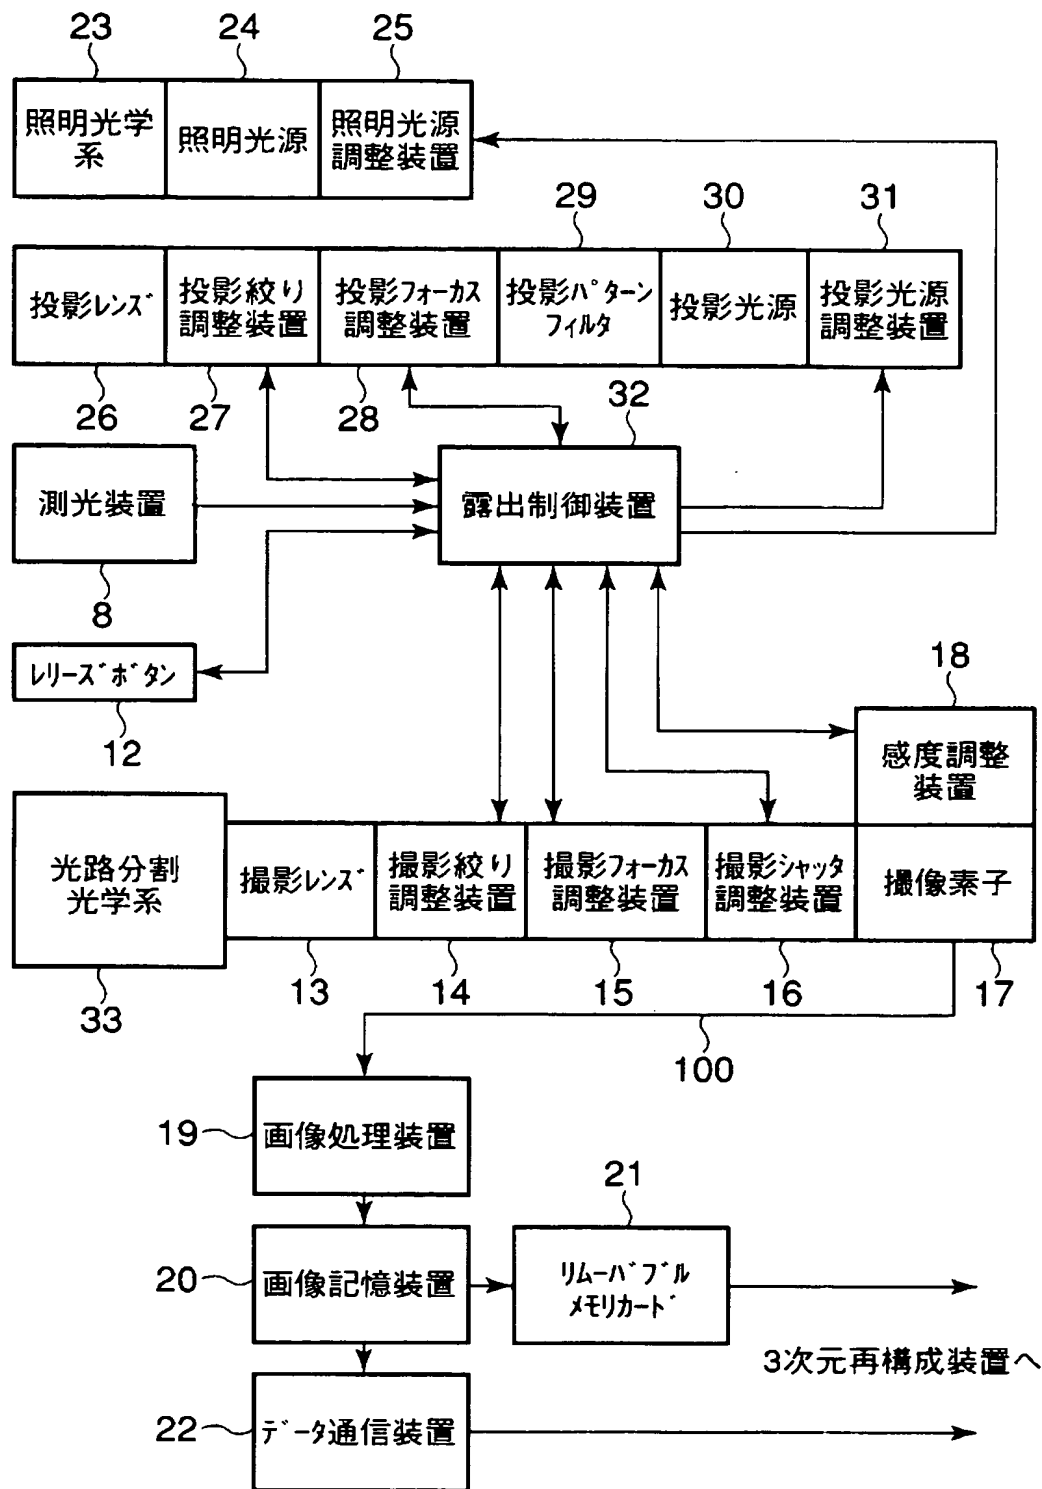 23
24
25
照明光学
系
照明光源
照明光源
調整装置
29
30
31
投影レンズ
投影絞り
調整装置
投影フォーカス
調整装置
投影パターン
フィルタ
投影光源
投影光源
調整装置
26
27
28
32
測光装置
露出制御装置
8
レリーズボタン
12
18
感度調整
装置
光路分割
光学系
撮影レンズ
撮影絞り
調整装置
撮影フォーカス
調整装置
撮影シャッタ
調整装置
撮像素子
33
13
14
15
16
17
100
19
画像処理装置
21
20
画像記憶装置
リムーバブル
メモリカード
3次元再構成装置へ
22
データ通信装置